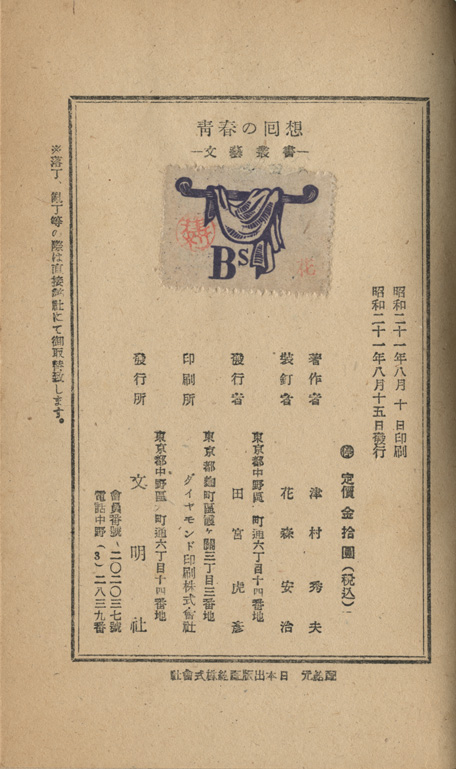 青春の回想
—文藝叢書—
BS
花
昭和二十一年八月 十 日印刷
昭和二十一年八月十五日發行
定價金拾圓(税込)
著作者 津村秀夫
裝釘者 花森安治
東京都中野區 町通六丁目十四番地
發行者 田宮虎彥
東京都麴町區霞ヶ關三丁目三番地
印刷所 ダイヤモンド印刷株式會社
東京都中野區 町通六丁目十四番地
發行所 文明社
會員番號、二〇二〇三七號
電話中野(3)二八三九番
※落丁、亂丁等の際は直接 社にて御取替致します。
配給元 日本出版配給株式會社